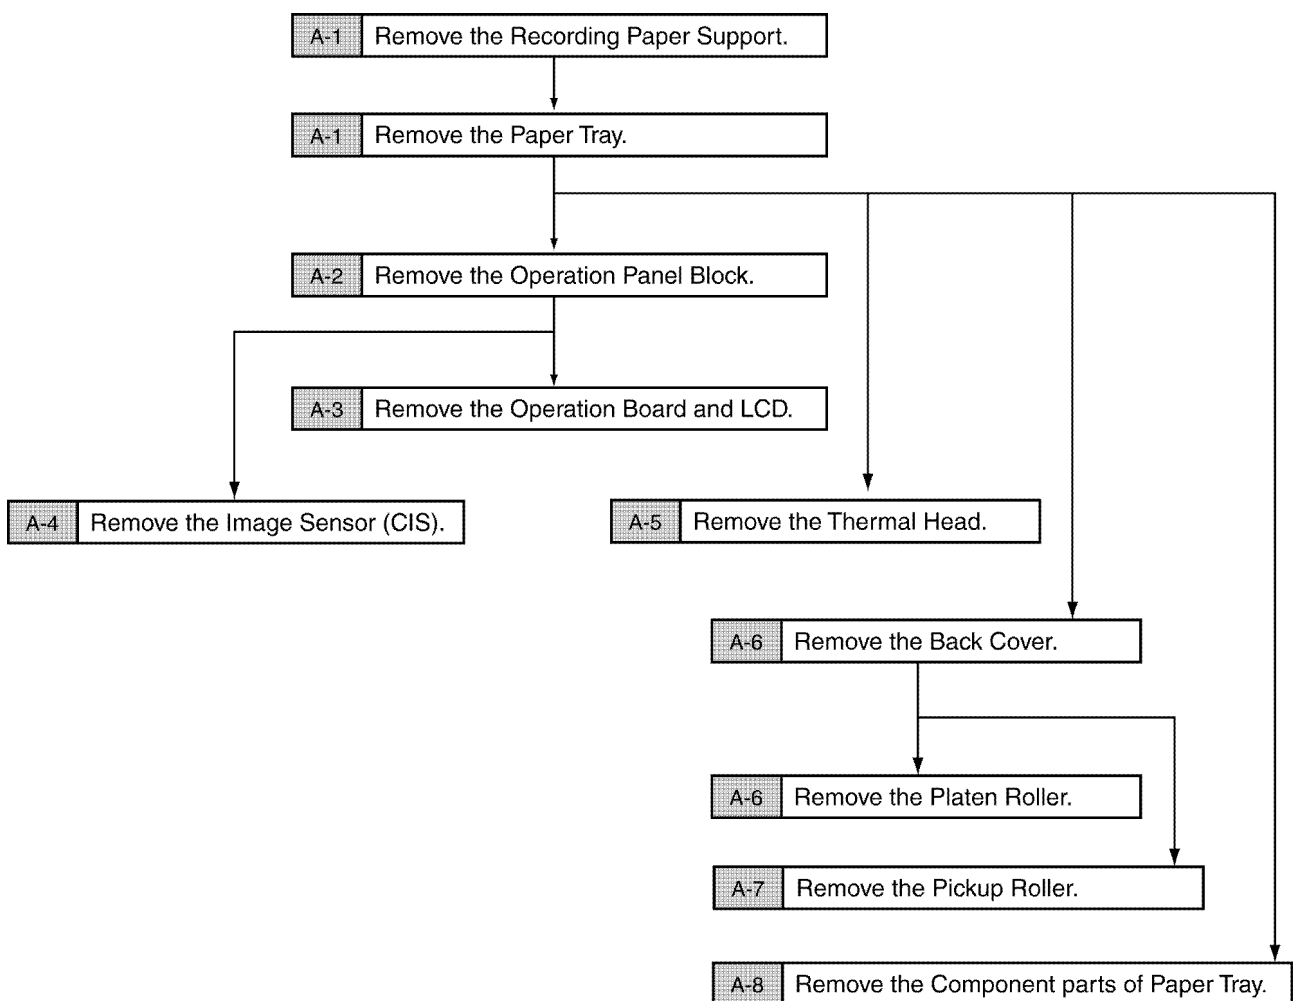 A-1 Remove the Recording Paper Support.
A-1 Remove the Paper Tray.
A-2 Remove the Operation Panel Block.
A-3 Remove the Operation Board and LCD.
A-4 Remove the Image Sensor (CIS).
A-5 Remove the Thermal Head.
A-6 Remove the Back Cover.
A-6 Remove the Platen Roller.
A-7 Remove the Pickup Roller.
A-8 Remove the Component parts of Paper Tray.